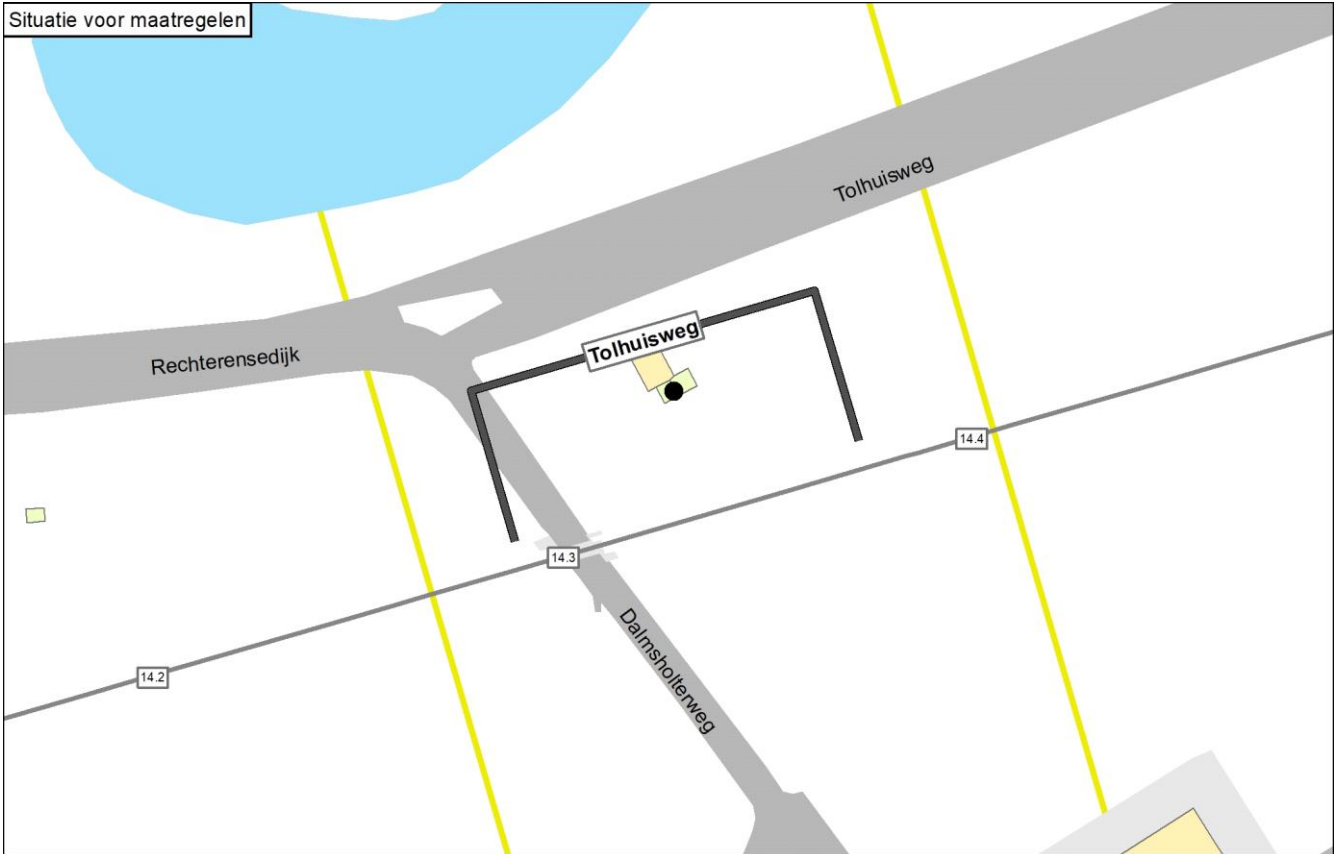 Situatie voor maatregelen
Tolhuisweg
Tolhuisweg
Rechterensedijk
14.4
14.3
Dalmsholterweg
14.2